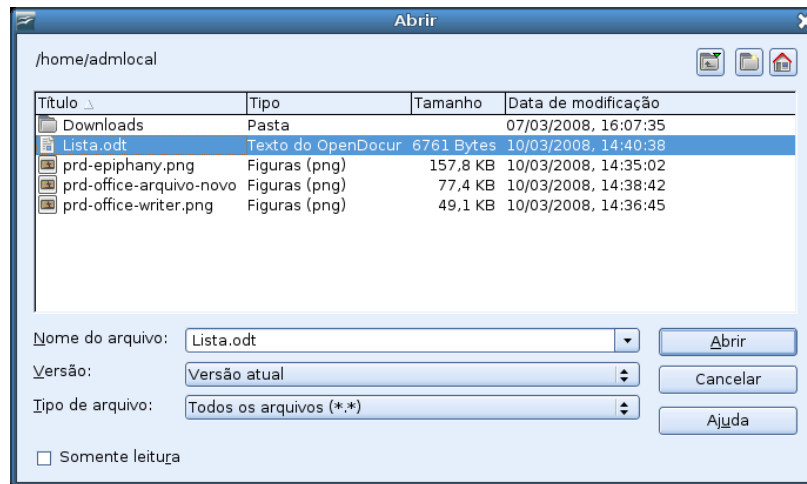 Abrir
/home/admlocal
Título Tipo Tamanho Data de modificação
Downloads Pasta 07/03/2008, 16:07:35
Lista.odt Texto do OpenDocur 6761 Bytes 10/03/2008, 14:40:38
prd-epiphany.png Figuras (png) 157,8 KB 10/03/2008, 14:35:02
prd-office-arquivo-novo Figuras (png) 77,4 KB 10/03/2008, 14:38:42
prd-office-writer.png Figuras (png) 49,1 KB 10/03/2008, 14:36:45
Nome do arquivo: Lista.odt Abrir
Versão: Versão atual Cancelar
Tipo de arquivo: Todos os arquivos (*.*) Ajuda
Somente leitura